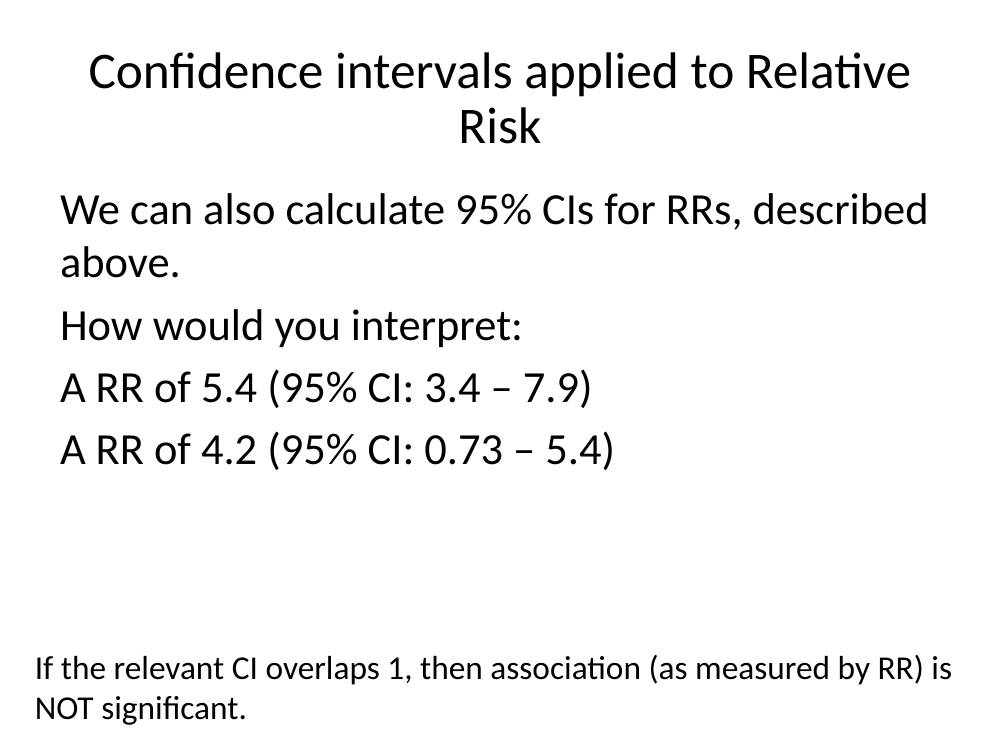 Confidence intervals applied to Relative
Risk
We can also calculate 95% CIs for RRs, described
above.
How would you interpret:
A RR of 5.4 (95% CI: 3.4 – 7.9)
A RR of 4.2 (95% CI: 0.73 – 5.4)
If the relevant CI overlaps 1, then association (as measured by RR) is
NOT significant.